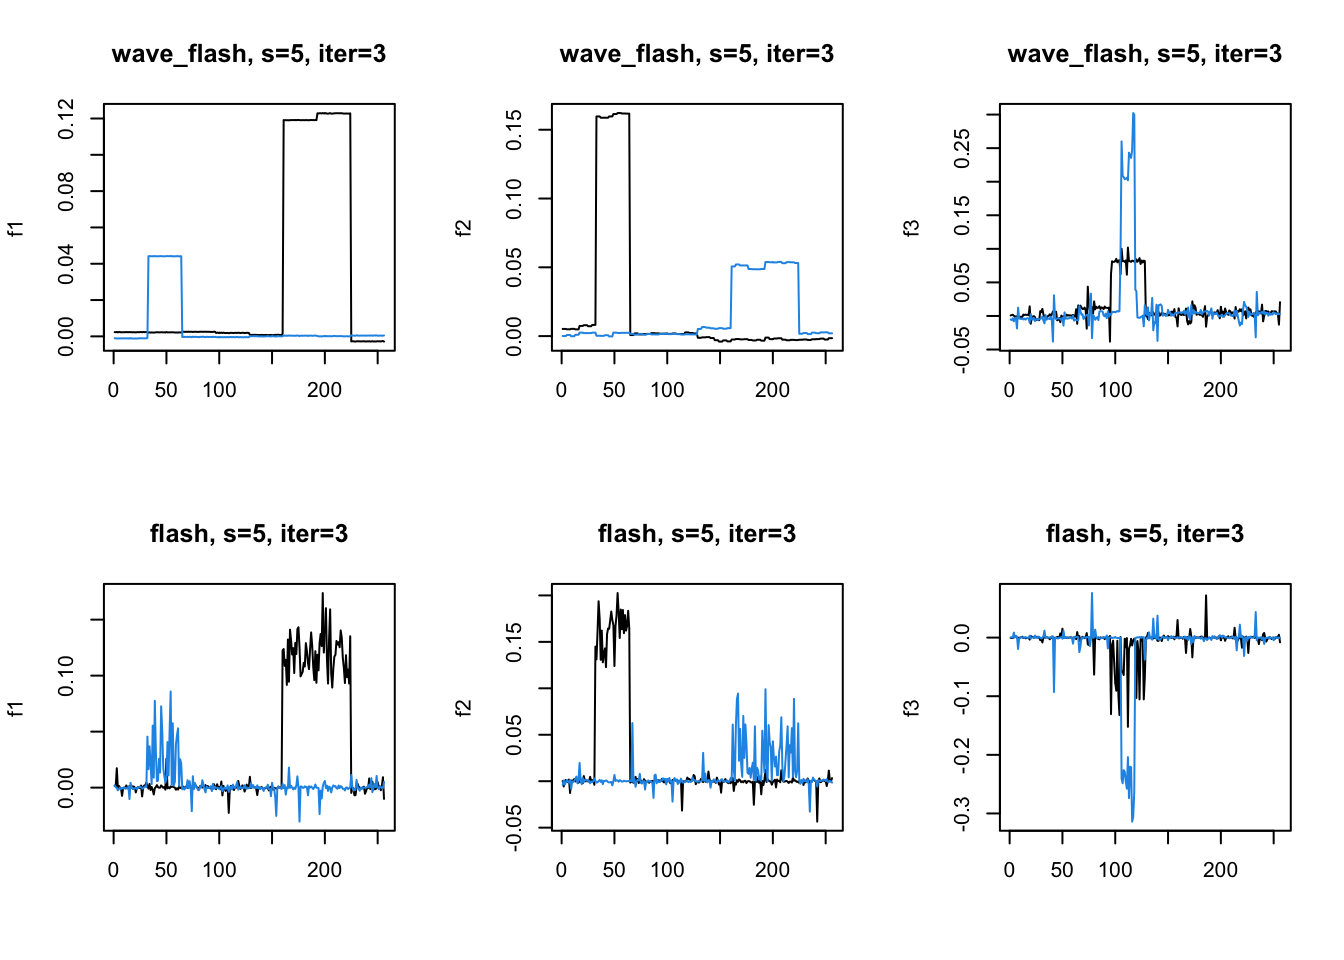 wave_flash, s=5, iter=3
f1
0.00 0.04 0.08 0.12
0 50 100 200
wave_flash, s=5, iter=3
f2
0.00 0.05 0.10 0.15
0 50 100 200
wave_flash, s=5, iter=3
f3
-0.05 0.05 0.15 0.25
0 50 100 200
flash, s=5, iter=3
f1
0.00 0.10
0 50 100 200
flash, s=5, iter=3
f2
-0.05 0.05 0.15
0 50 100 200
flash, s=5, iter=3
f3
-0.3 -0.2 -0.1 0.0
0 50 100 200